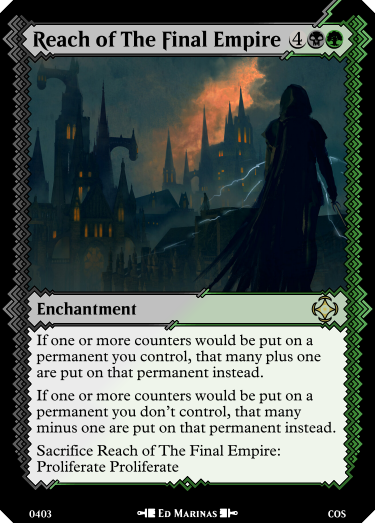 Reach of The Final Empire 4
Enchantment
If one or more counters would be put on a
permanent you control, that many plus one
are put on that permanent instead.
If one or more counters would be put on a
permanent you don't control, that many
minus one are put on that permanent instead.
Sacrifice Reach of The Final Empire:
Proliferate Proliferate
0403 Ed Marinas COS